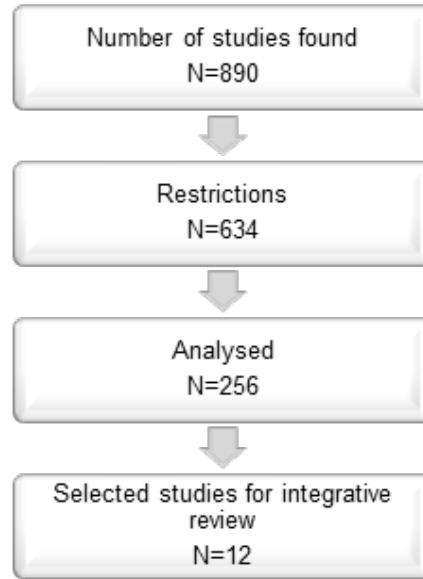 Number of studies found
N=890
Restrictions
N=634
Analysed
N=256
Selected studies for integrative
review
N=12